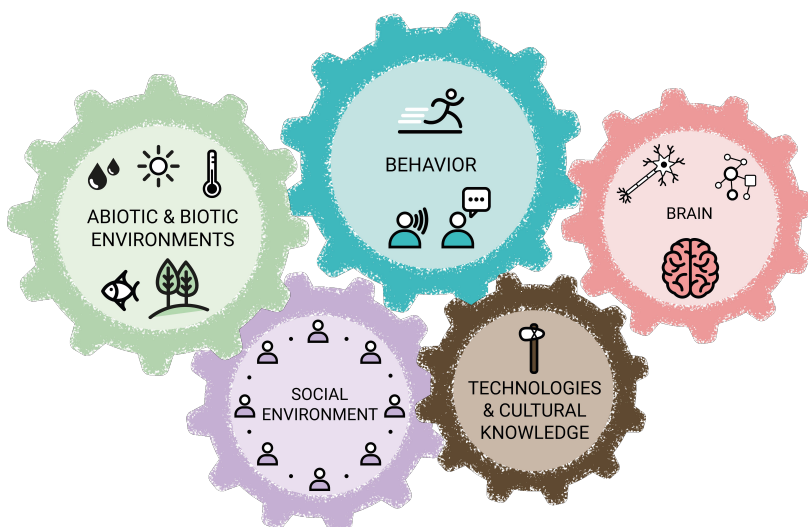 ABIOTIC & BIOTIC
ENVIRONMENTS
BEHAVIOR
BRAIN
SOCIAL
ENVIRONMENT
TECHNOLOGIES
& CULTURAL
KNOWLEDGE